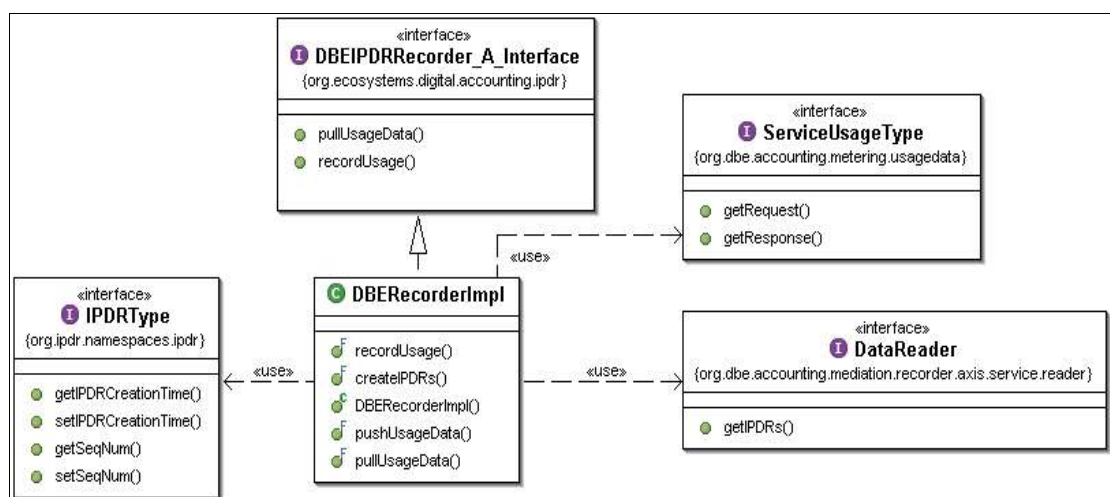 «interface»
I DBEIPDRRecorder_A_Interface
{org.ecosystems.digital.accounting.ipdr}
pullUsageData()
recordUsage()
«interface»
I ServiceUsageType
{org.dbe.accounting.metering.usagedata}
getRequest()
getResponse()
«use»
«interface»
I IPDRType
{org.ipdr.namespaces.ipdr}
getIPDRCreationTime()
setIPDRCreationTime()
getSeqNum()
setSeqNum()
«use»
C DBERecorderImpl
F recordUsage()
F createIPDRs()
C DBERecorderImpl()
F pushUsageData()
F pullUsageData()
«use»
«interface»
I DataReader
{org.dbe.accounting.mediation.recorder.axis.service.reader}
getIPDRs()